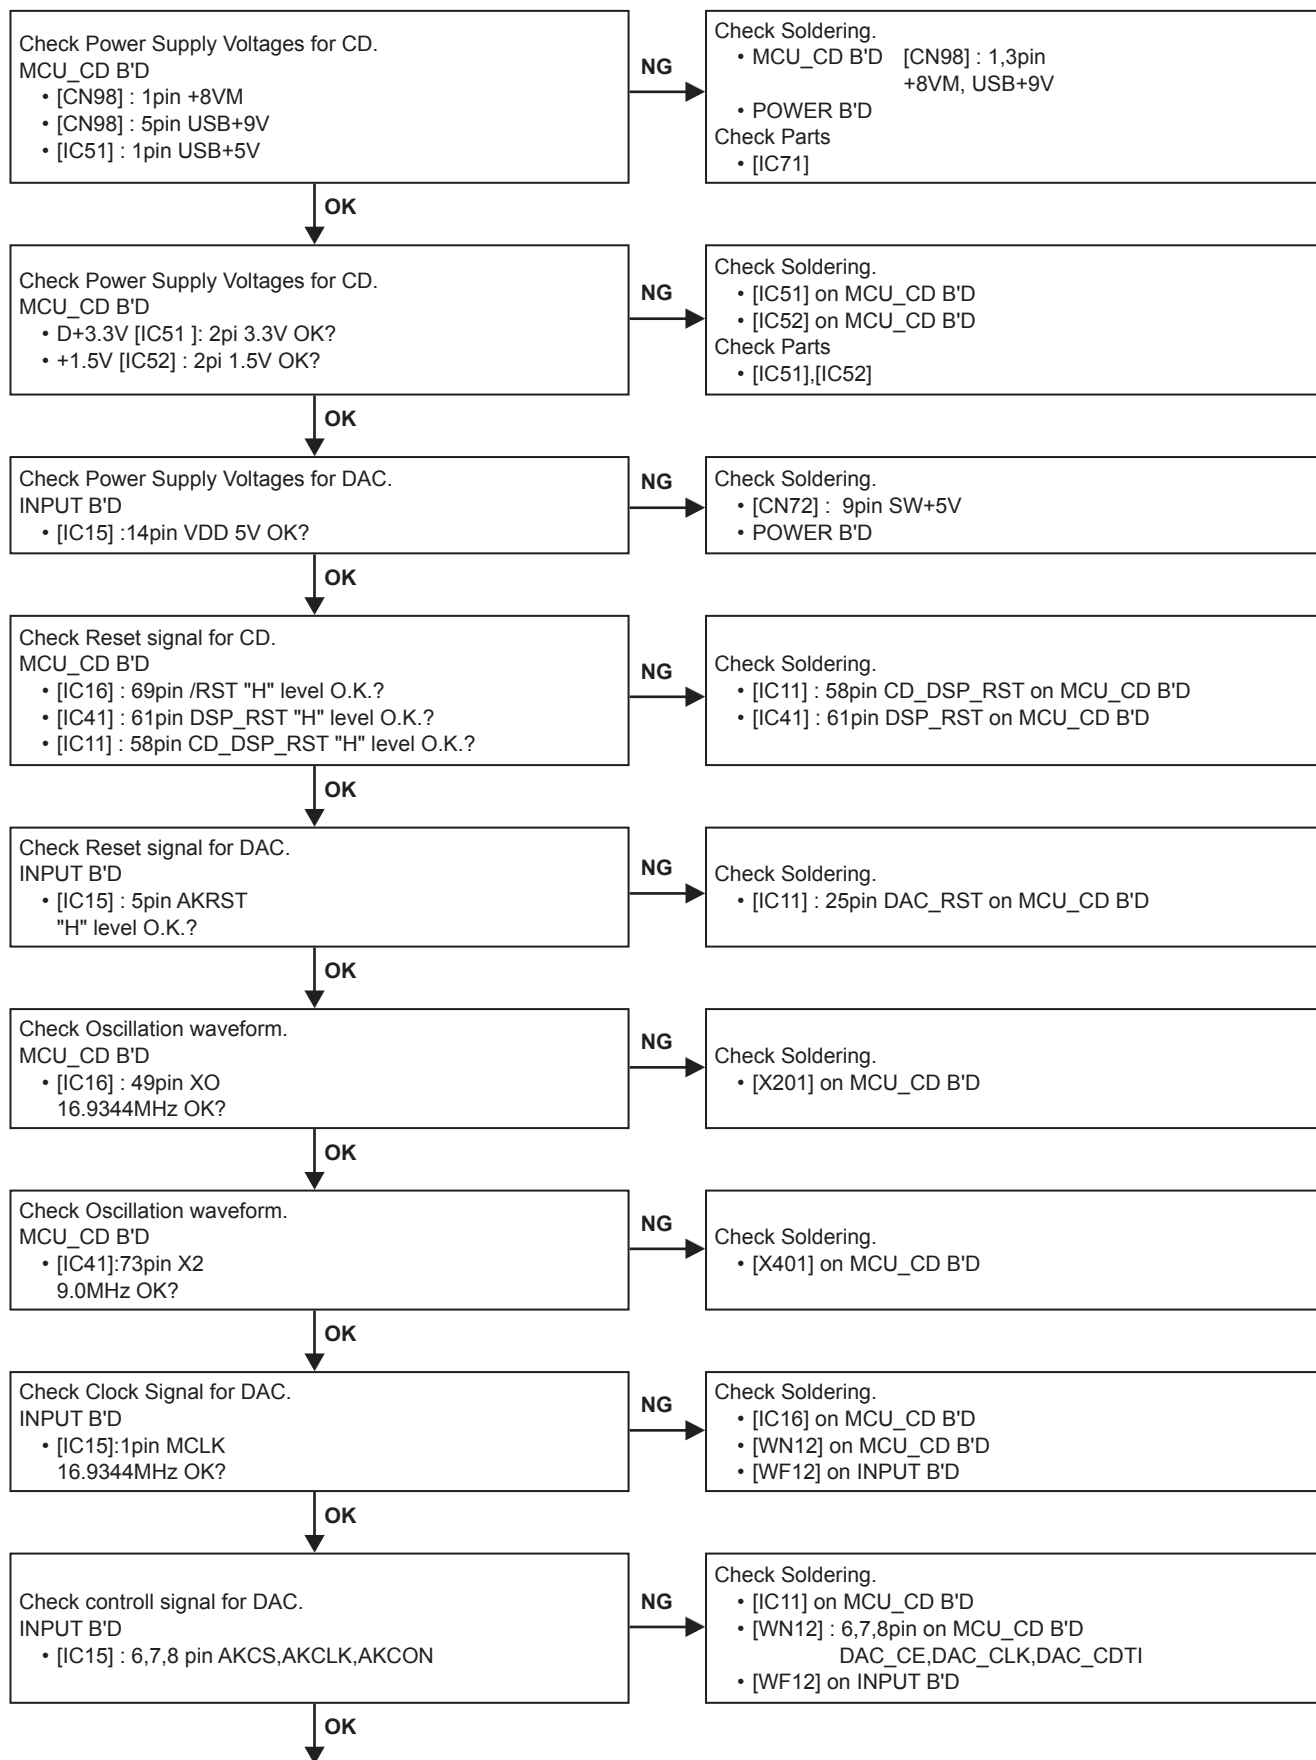 Check Power Supply Voltages for CD.
MCU_CD B'D
• [CN98] : 1pin +8VM
• [CN98] : 5pin USB+9V
• [IC51] : 1pin USB+5V
NG
Check Soldering.
• MCU_CD B'D [CN98] : 1,3pin
+8VM, USB+9V
• POWER B'D
Check Parts
• [IC71]
OK
Check Power Supply Voltages for CD.
MCU_CD B'D
• D+3.3V [IC51 ]: 2pi 3.3V OK?
• +1.5V [IC52] : 2pi 1.5V OK?
NG
Check Soldering.
• [IC51] on MCU_CD B'D
• [IC52] on MCU_CD B'D
Check Parts
• [IC51],[IC52]
OK
Check Power Supply Voltages for DAC.
INPUT B'D
• [IC15] :14pin VDD 5V OK?
NG
Check Soldering.
• [CN72] : 9pin SW+5V
• POWER B'D
OK
Check Reset signal for CD.
MCU_CD B'D
• [IC16] : 69pin /RST "H" level O.K.?
• [IC41] : 61pin DSP_RST "H" level O.K.?
• [IC11] : 58pin CD_DSP_RST "H" level O.K.?
NG
Check Soldering.
• [IC11] : 58pin CD_DSP_RST on MCU_CD B'D
• [IC41] : 61pin DSP_RST on MCU_CD B'D
OK
Check Reset signal for DAC.
INPUT B'D
• [IC15] : 5pin AKRST
"H" level O.K.?
NG
Check Soldering.
• [IC11] : 25pin DAC_RST on MCU_CD B'D
OK
Check Oscillation waveform.
MCU_CD B'D
• [IC16] : 49pin XO
16.9344MHz OK?
NG
Check Soldering.
• [X201] on MCU_CD B'D
OK
Check Oscillation waveform.
MCU_CD B'D
• [IC41]:73pin X2
9.0MHz OK?
NG
Check Soldering.
• [X401] on MCU_CD B'D
OK
Check Clock Signal for DAC.
INPUT B'D
• [IC15]:1pin MCLK
16.9344MHz OK?
NG
Check Soldering.
• [IC16] on MCU_CD B'D
• [WN12] on MCU_CD B'D
• [WF12] on INPUT B'D
OK
Check controll signal for DAC.
INPUT B'D
• [IC15] : 6,7,8 pin AKCS,AKCLK,AKCON
NG
Check Soldering.
• [IC11] on MCU_CD B'D
• [WN12] : 6,7,8pin on MCU_CD B'D
DAC_CE,DAC_CLK,DAC_CDTI
• [WF12] on INPUT B'D
OK